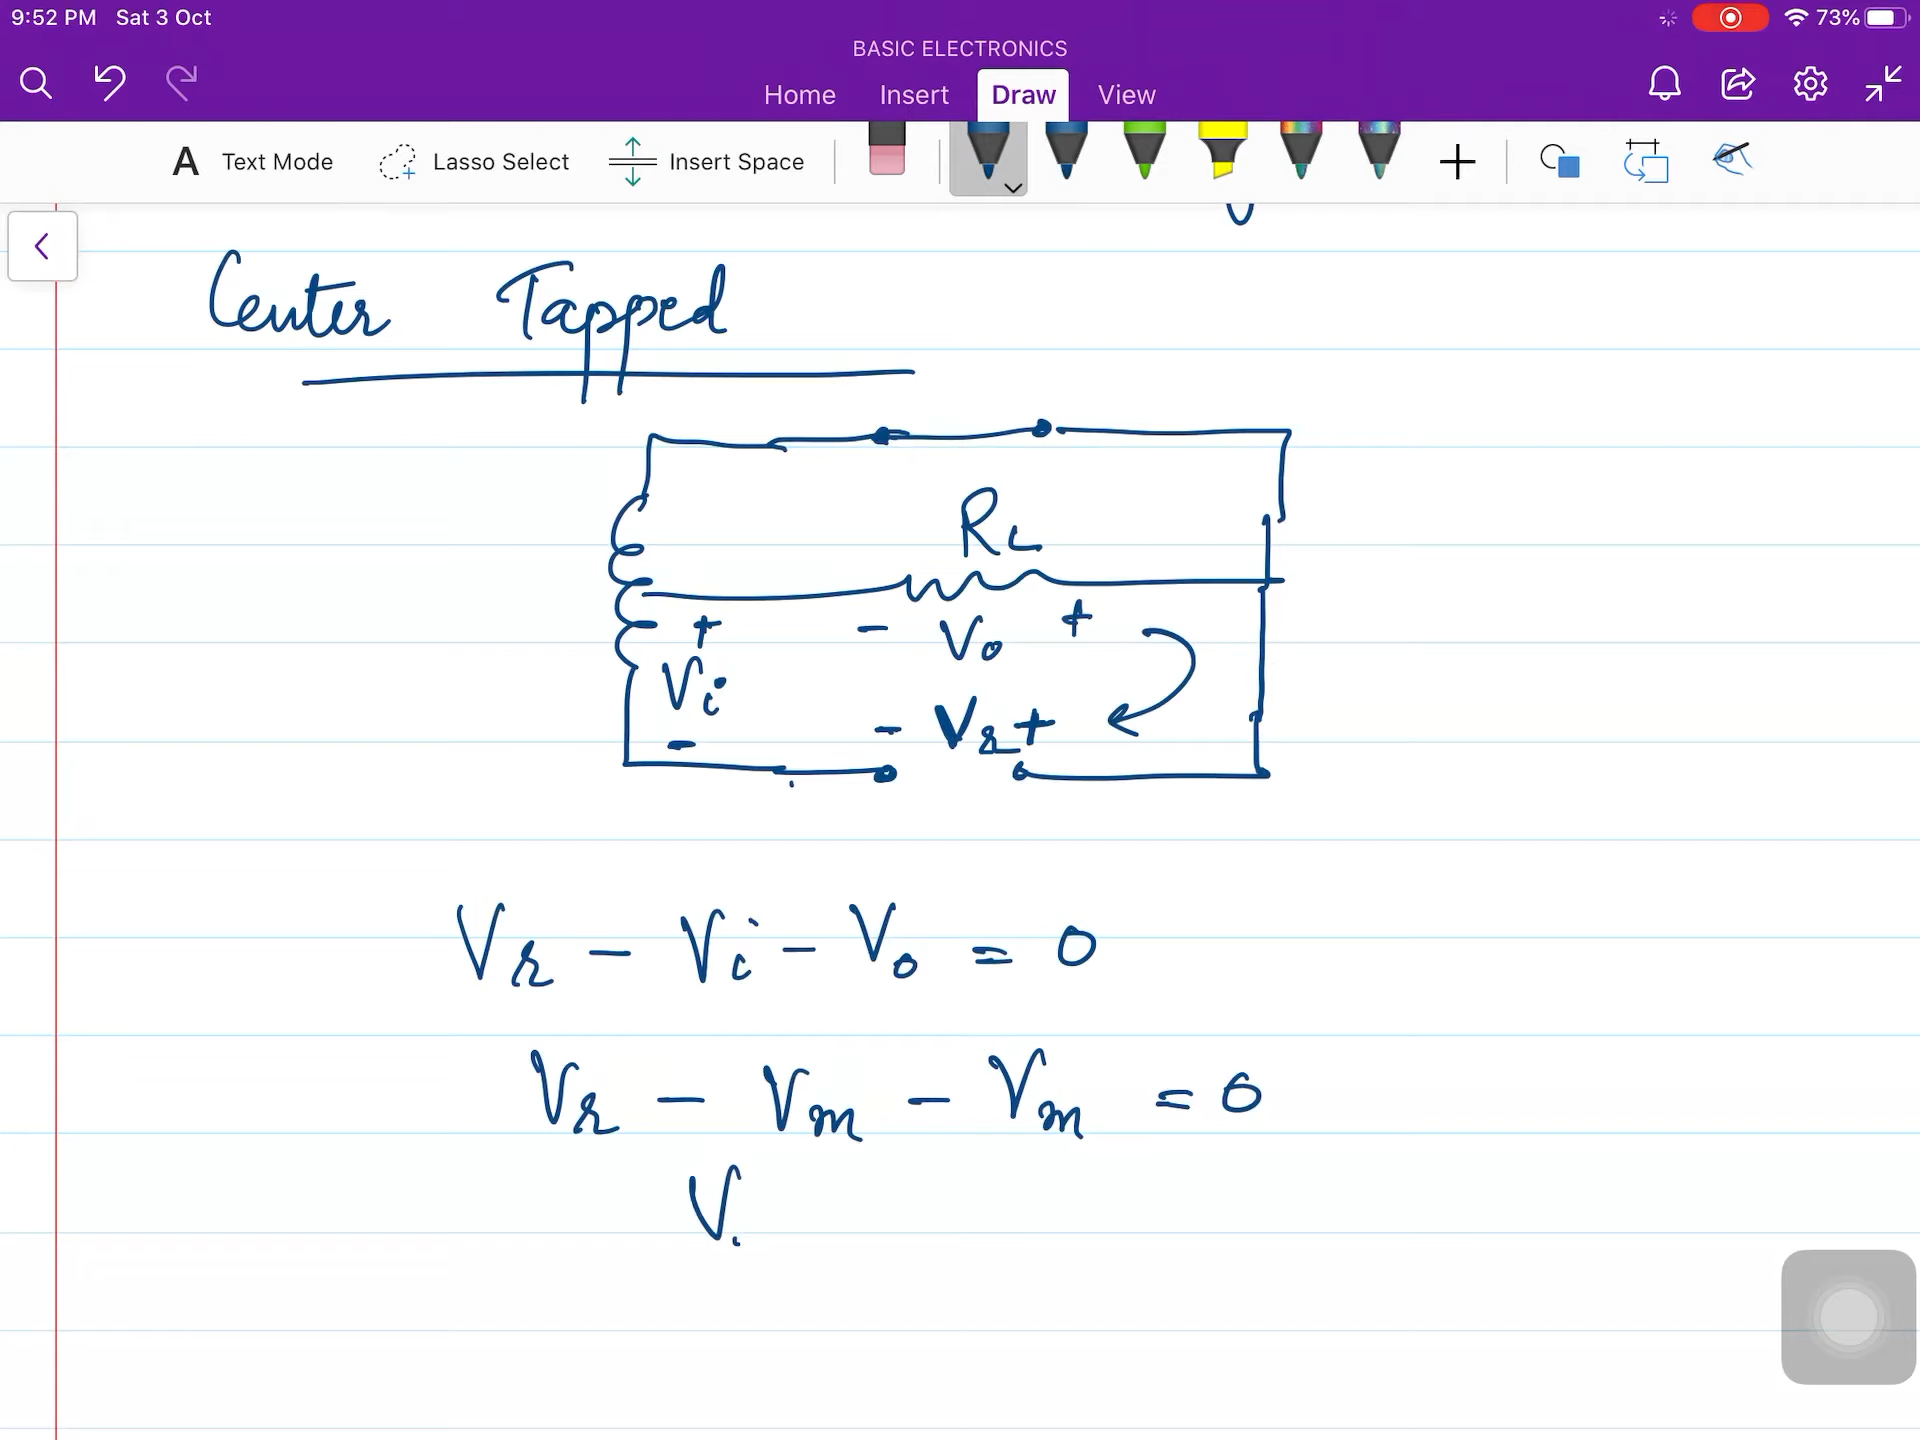 9:52 PM Sat 3 Oct
73%
BASIC ELECTRONICS
Home Insert Draw View
A Text Mode Lasso Select Insert Space
Center Tapped
RL
+ - Vo +
Vi
- - Vr +
Vr - Vi - Vo = 0
Vr - Vm - Vm = 0
V